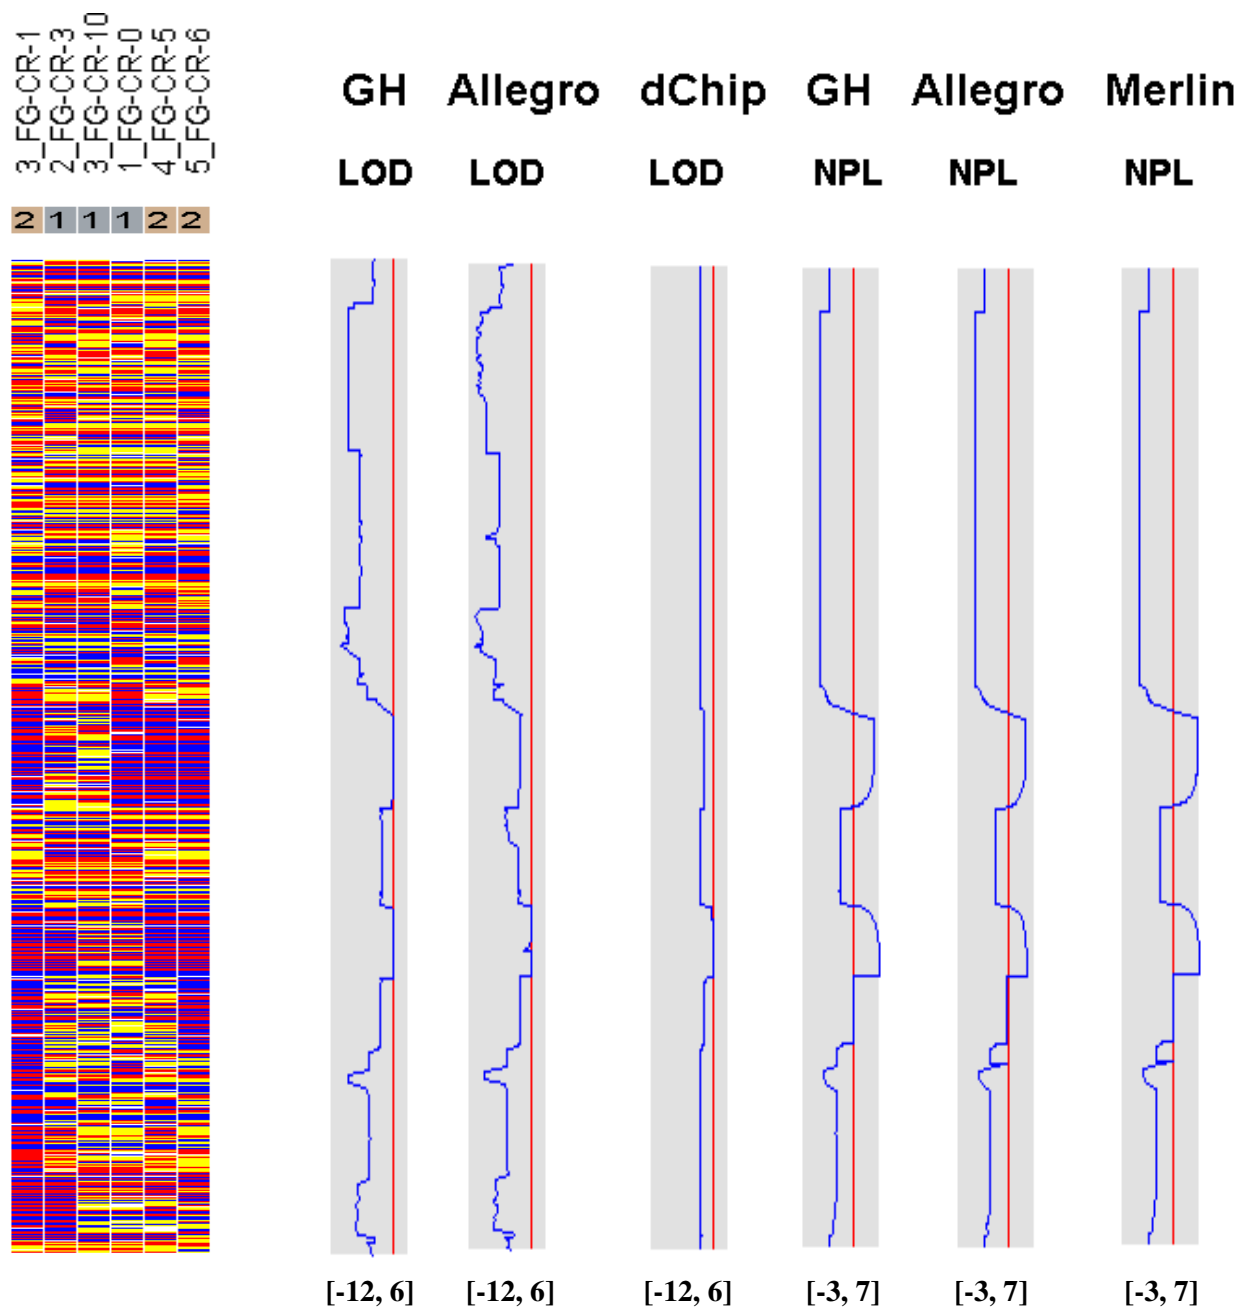 3_FG-CR-1
2_FG-CR-3
3_FG-CR-10
1_FG-CR-0
4_FG-CR-5
5_FG-CR-6
GH Allegro dChip GH Allegro Merlin
LOD LOD LOD NPL NPL NPL
2 1 1 1 2 2
[-12, 6] [-12, 6] [-12, 6] [-3, 7] [-3, 7] [-3, 7]